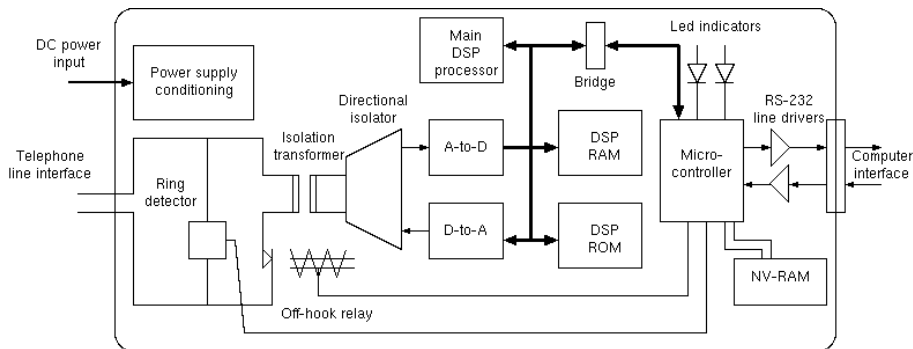 DC power
input
Power supply
conditioning
Main
DSP
processor
Bridge
Led indicators
Directional
isolator
Isolation
transformer
RS-232
line drivers
Telephone
line interface
Ring
detector
A-to-D
DSP
RAM
Micro-
controller
Computer
interface
D-to-A
DSP
ROM
NV-RAM
Off-hook relay